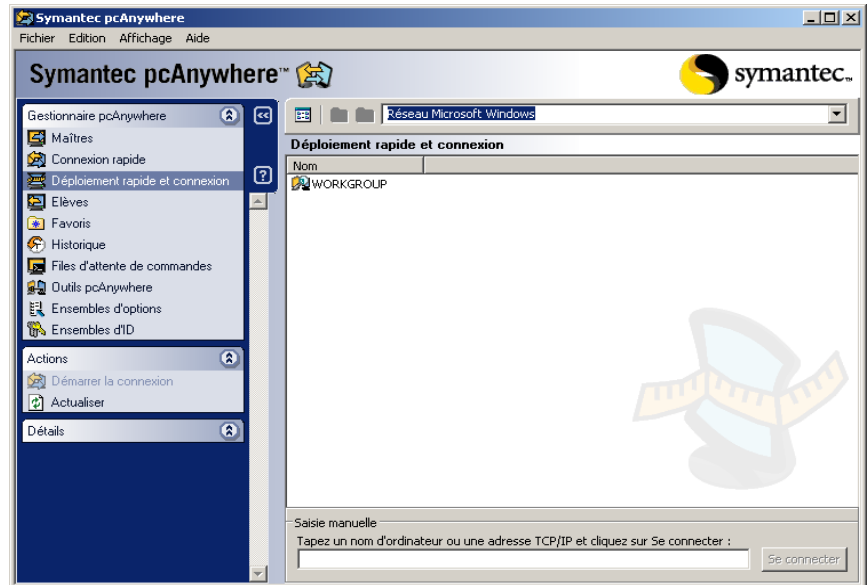 Symantec pcAnywhere
Fichier Edition Affichage Aide
Symantec pcAnywhere™
symantec™
Gestionnaire pcAnywhere
Maîtres
Connexion rapide
Déploiement rapide et connexion
Elèves
Favoris
Historique
Files d'attente de commandes
Outils pcAnywhere
Ensembles d'options
Ensembles d'ID
Actions
Démarrer la connexion
Actualiser
Détails
Réseau Microsoft Windows
Déploiement rapide et connexion
Nom
WORKGROUP
Saisie manuelle
Tapez un nom d'ordinateur ou une adresse TCP/IP et cliquez sur Se connecter :
Se connecter